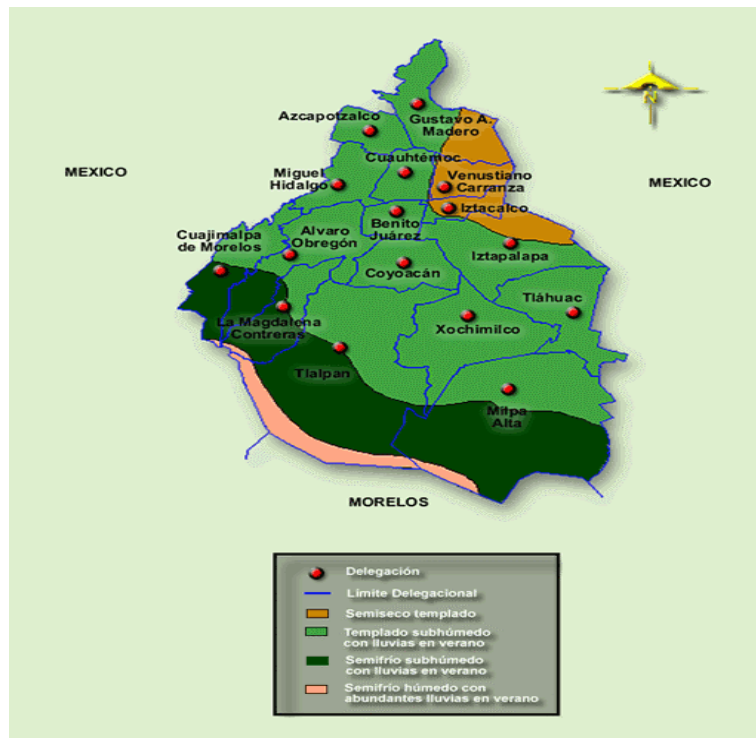 N
Azcapotzalco
Gustavo A.
Madero
Cuauhtémoc
MEXICO
Miguel
Hidalgo
Venustiano
Carranza
MEXICO
Iztacalco
Benito
Juárez
Alvaro
Obregón
Cuajimalpa
de Morelos
Iztapalapa
Coyoacán
Tláhuac
La Magdalena
Contreras
Xochimilco
Tlalpan
Milpa
Alta
MORELOS
Delegación
Límite Delegacional
Semiseco templado
Templado subhúmedo
con lluvias en verano
Semifrío subhúmedo
con lluvias en verano
Semifrío húmedo con
abundantes lluvias en verano